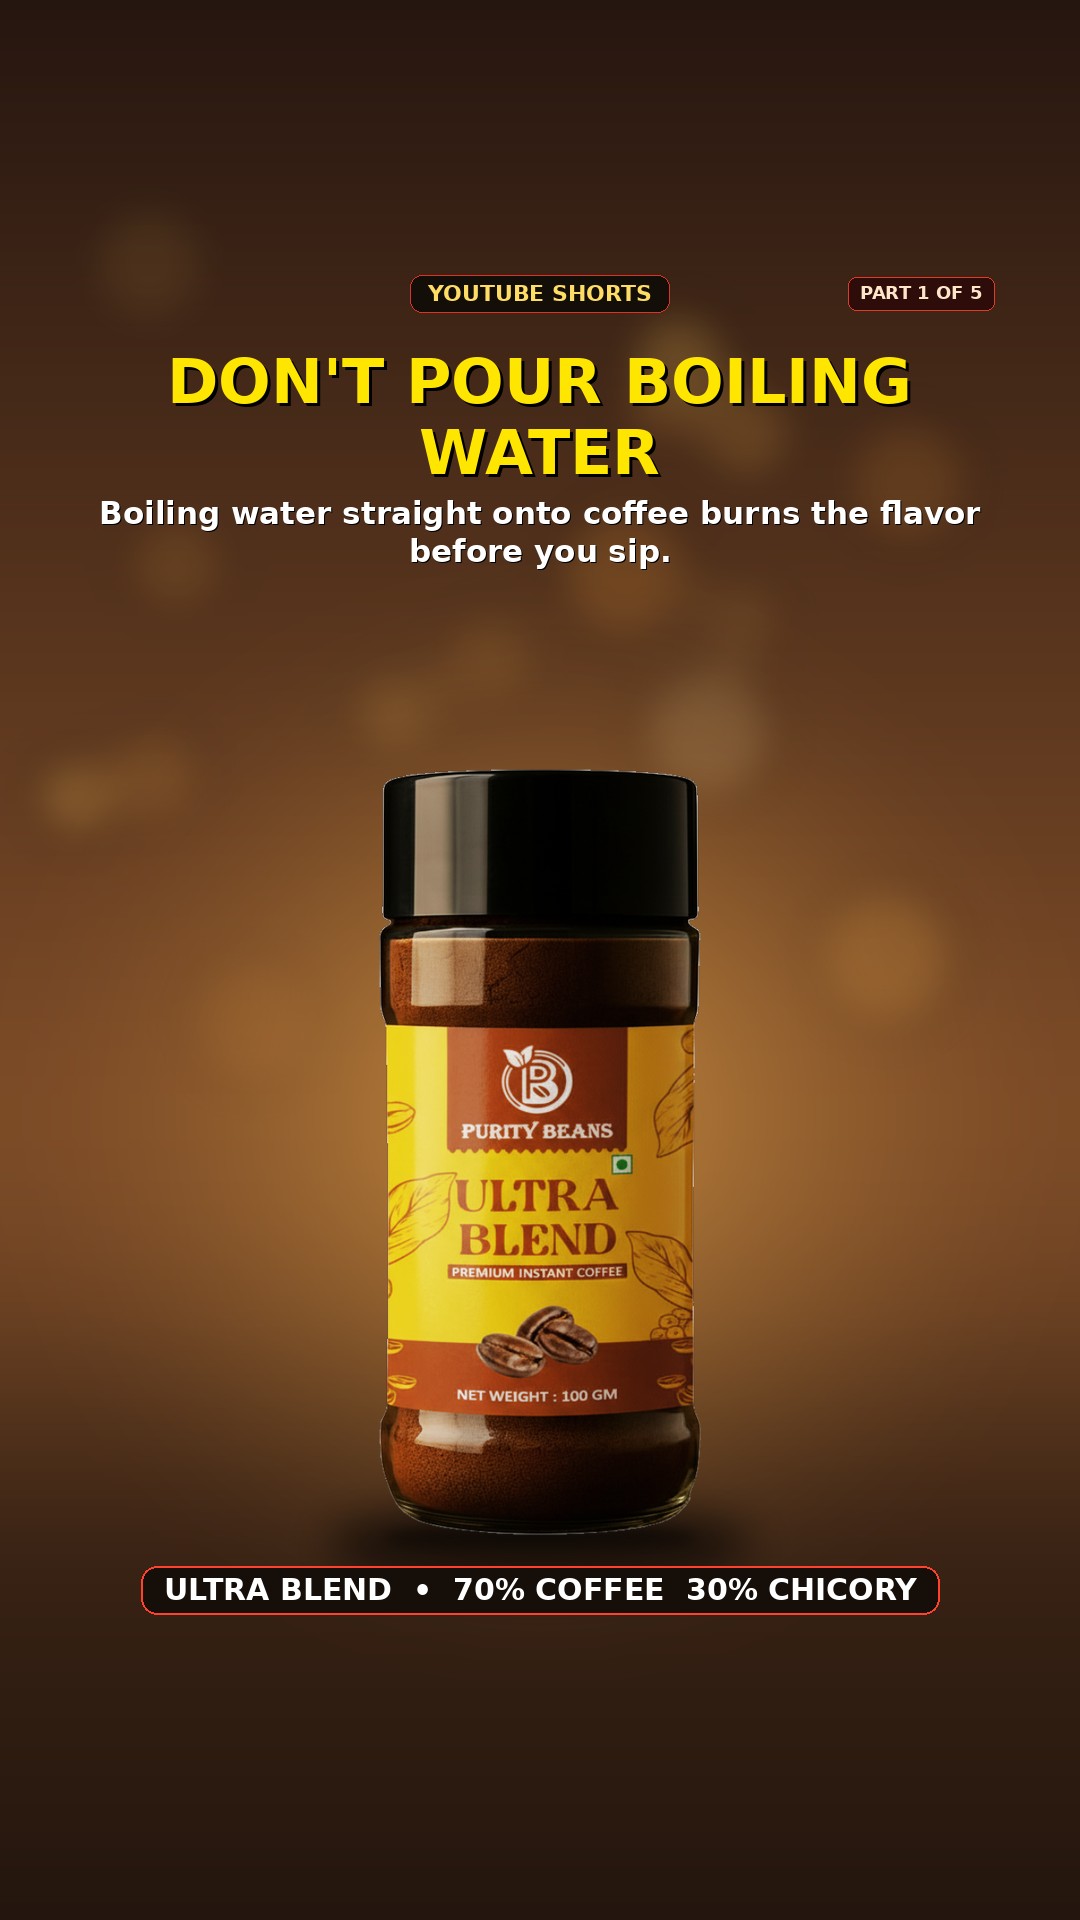 YOUTUBE SHORTS
PART 1 OF 5
DON'T POUR BOILING
WATER
Boiling water straight onto coffee burns the flavor
before you sip.
PURITY BEANS
ULTRA
BLEND
PREMIUM INSTANT COFFEE
NET WEIGHT : 100 GM
ULTRA BLEND • 70% COFFEE 30% CHICORY